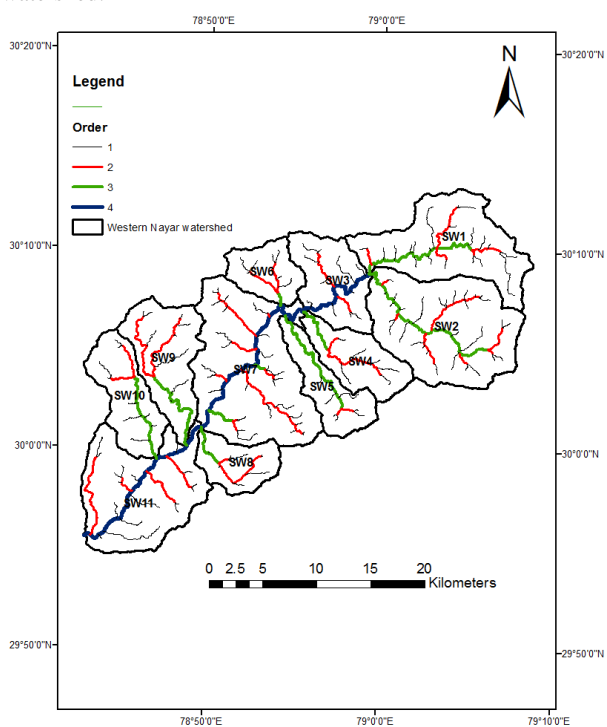 78°50'0"E
79°0'0"E
30°20'0"N
30°20'0"N
N
Legend
Order
1
2
3
4
Western Nayar watershed
30°10'0"N
30°10'0"N
SW1
SW6
SW3
SW2
SW9
SW7
SW4
SW5
SW10
30°0'0"N
30°0'0"N
SW8
SW11
0 2.5 5 10 15 20
Kilometers
29°50'0"N
29°50'0"N
78°50'0"E
79°0'0"E
79°10'0"E